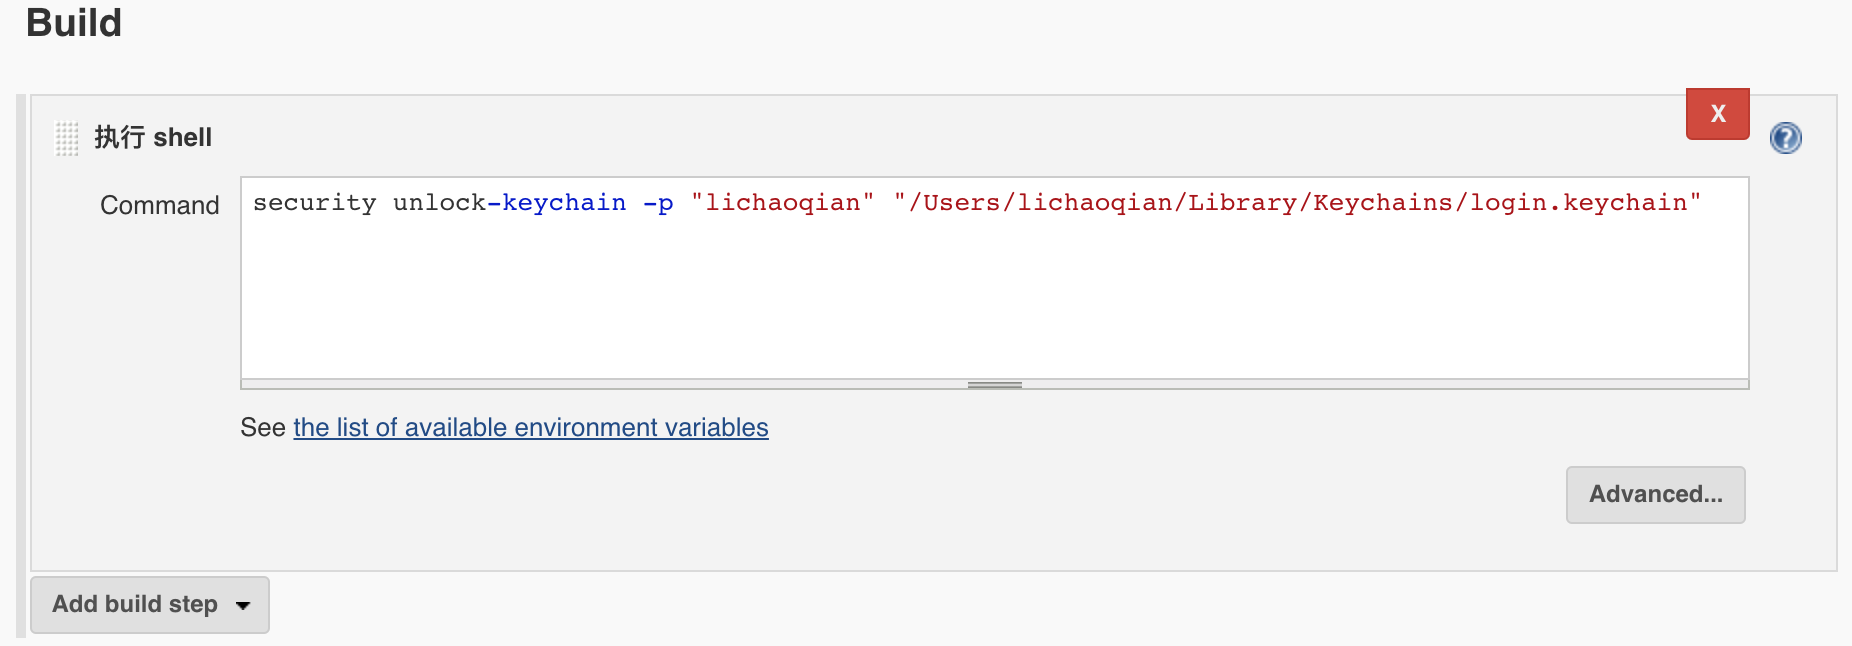 Build
X
执行 shell
Command
security unlock-keychain -p "lichaoqian" "/Users/lichaoqian/Library/Keychains/login.keychain"
See the list of available environment variables
Advanced...
Add build step